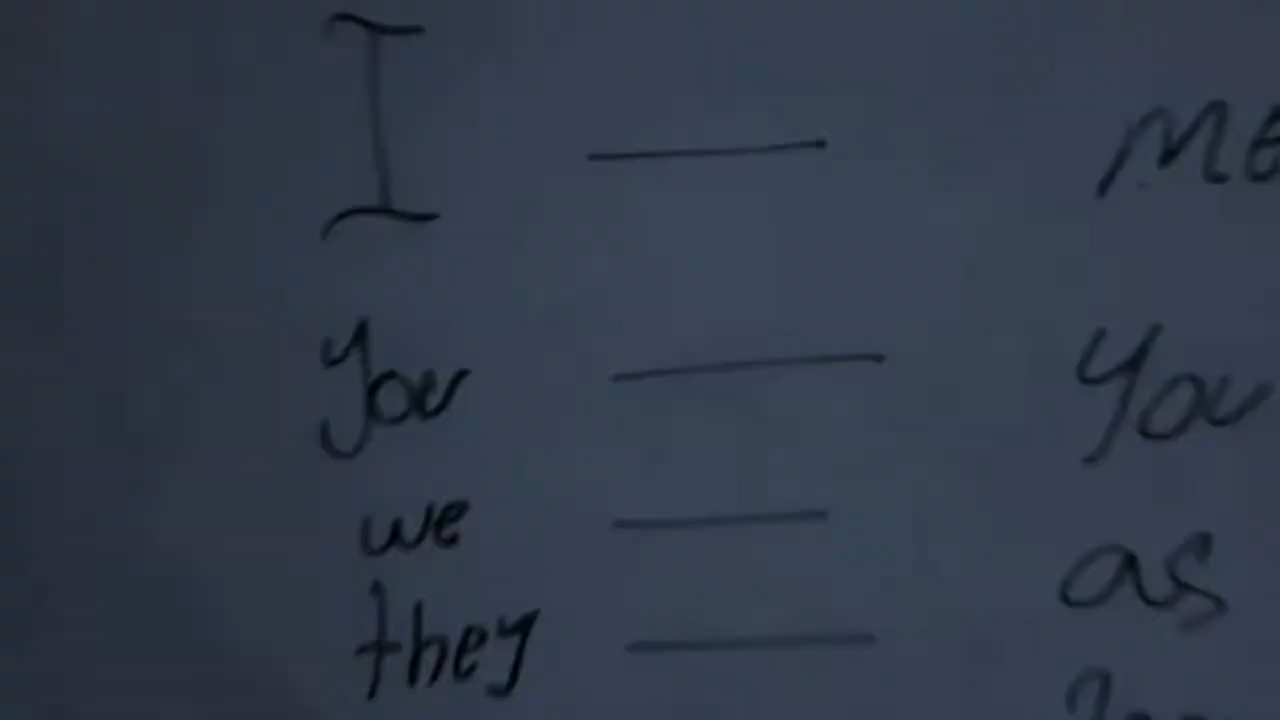 I — ME
You — You
we — as
they —